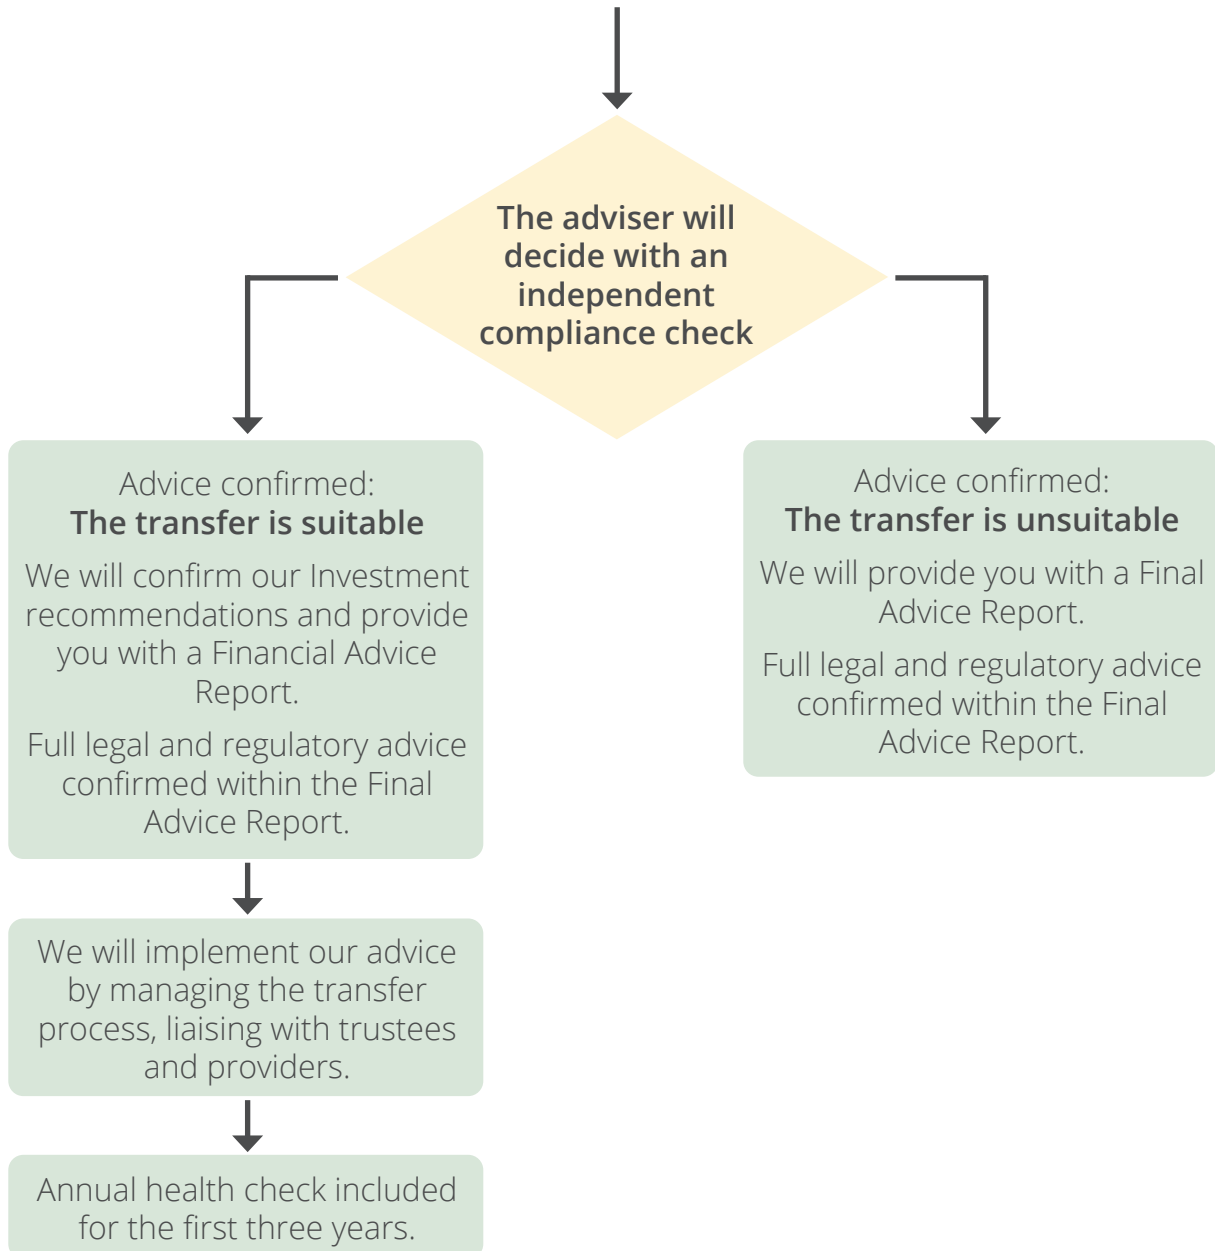 The adviser will
decide with an
independent
compliance check
Advice confirmed:
The transfer is suitable
We will confirm our Investment
recommendations and provide
you with a Financial Advice
Report.
Full legal and regulatory advice
confirmed within the Final
Advice Report.
Advice confirmed:
The transfer is unsuitable
We will provide you with a Final
Advice Report.
Full legal and regulatory advice
confirmed within the Final
Advice Report.
We will implement our advice
by managing the transfer
process, liaising with trustees
and providers.
Annual health check included
for the first three years.